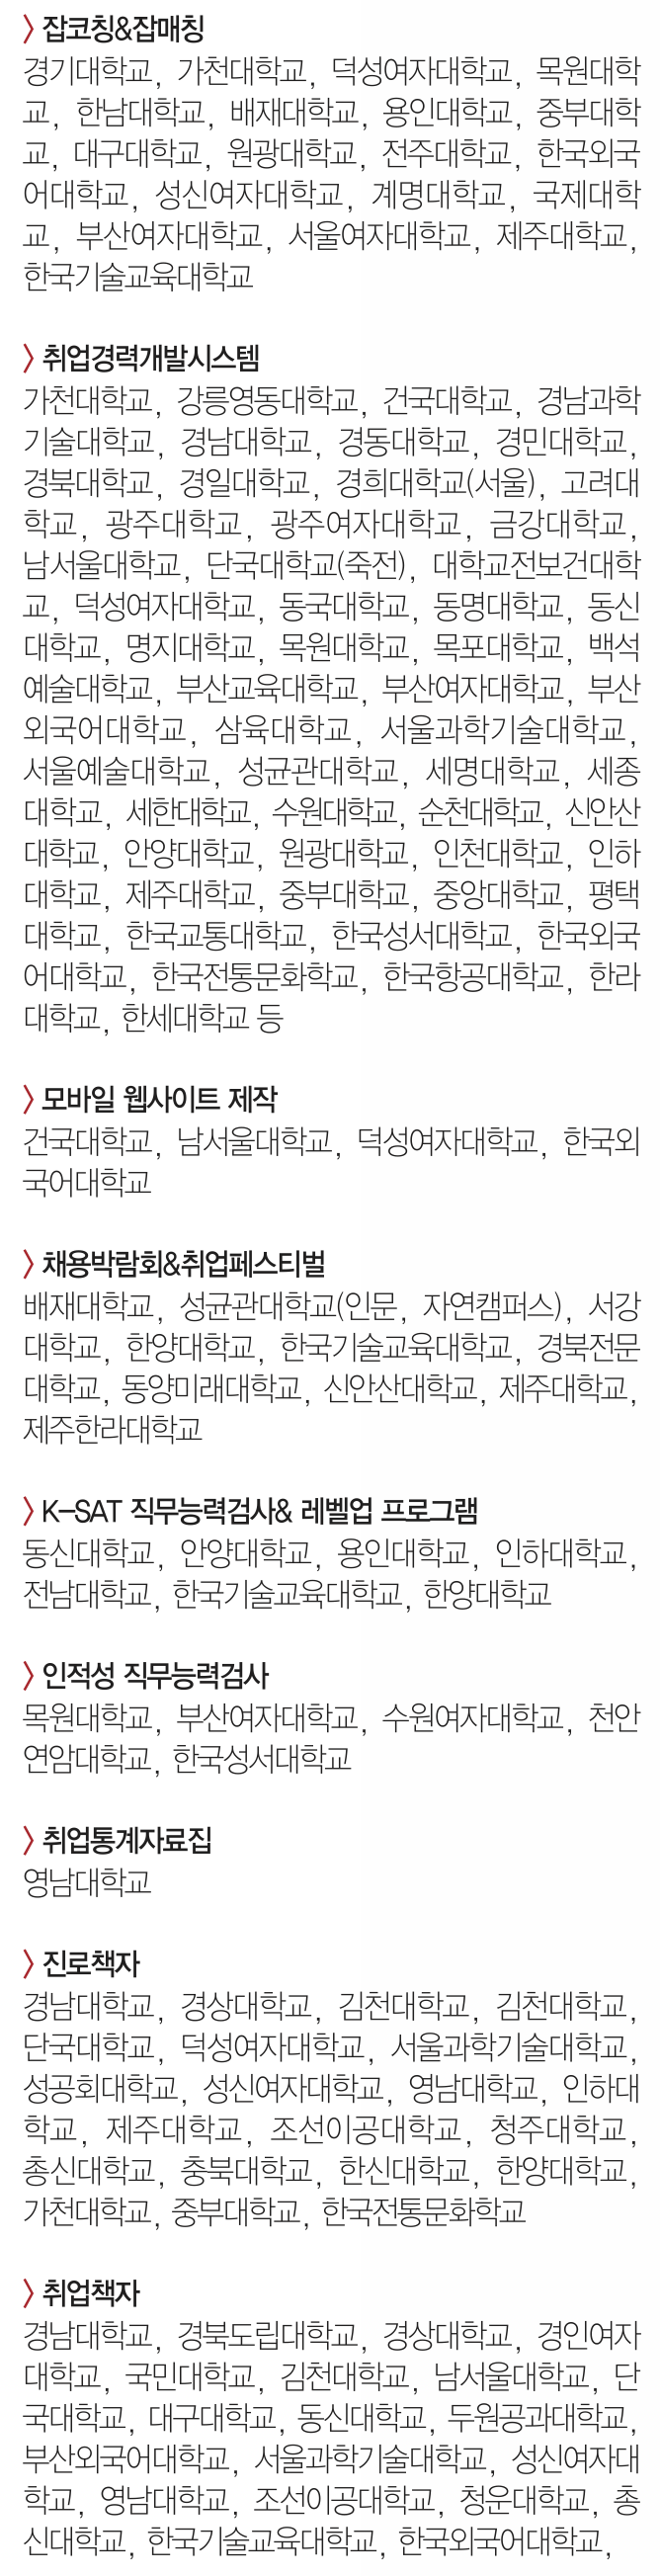 〉잡코칭&잡매칭
경기대학교, 가천대학교, 덕성여자대학교, 목원대학
교, 한남대학교, 배재대학교, 용인대학교, 중부대학
교, 대구대학교, 원광대학교, 전주대학교, 한국외국
어대학교, 성신여자대학교, 계명대학교, 국제대학
교, 부산여자대학교, 서울여자대학교, 제주대학교,
한국기술교육대학교
〉취업경력개발시스템
가천대학교, 강릉영동대학교, 건국대학교, 경남과학
기술대학교, 경남대학교, 경동대학교, 경민대학교,
경북대학교, 경일대학교, 경희대학교(서울), 고려대
학교, 광주대학교, 광주여자대학교, 금강대학교,
남서울대학교, 단국대학교(죽전), 대학교전보건대학
교, 덕성여자대학교, 동국대학교, 동명대학교, 동신
대학교, 명지대학교, 목원대학교, 목포대학교, 백석
예술대학교, 부산교육대학교, 부산여자대학교, 부산
외국어대학교, 삼육대학교, 서울과학기술대학교,
서울예술대학교, 성균관대학교, 세명대학교, 세종
대학교, 세한대학교, 수원대학교, 순천대학교, 신안산
대학교, 안양대학교, 원광대학교, 인천대학교, 인하
대학교, 제주대학교, 중부대학교, 중앙대학교, 평택
대학교, 한국교통대학교, 한국성서대학교, 한국외국
어대학교, 한국전통문화학교, 한국항공대학교, 한라
대학교, 한세대학교 등
〉모바일 웹사이트 제작
건국대학교, 남서울대학교, 덕성여자대학교, 한국외
국어대학교
〉채용박람회&취업페스티벌
배재대학교, 성균관대학교(인문, 자연캠퍼스), 서강
대학교, 한양대학교, 한국기술교육대학교, 경북전문
대학교, 동양미래대학교, 신안산대학교, 제주대학교,
제주한라대학교
〉K-SAT 직무능력검사& 레벨업 프로그램
동신대학교, 안양대학교, 용인대학교, 인하대학교,
전남대학교, 한국기술교육대학교, 한양대학교
〉인적성 직무능력검사
목원대학교, 부산여자대학교, 수원여자대학교, 천안
연암대학교, 한국성서대학교
〉취업통계자료집
영남대학교
〉진로책자
경남대학교, 경상대학교, 김천대학교, 김천대학교,
단국대학교, 덕성여자대학교, 서울과학기술대학교,
성공회대학교, 성신여자대학교, 영남대학교, 인하대
학교, 제주대학교, 조선이공대학교, 청주대학교,
총신대학교, 충북대학교, 한신대학교, 한양대학교,
가천대학교, 중부대학교, 한국전통문화학교
〉취업책자
경남대학교, 경북도립대학교, 경상대학교, 경인여자
대학교, 국민대학교, 김천대학교, 남서울대학교, 단
국대학교, 대구대학교, 동신대학교, 두원공과대학교,
부산외국어대학교, 서울과학기술대학교, 성신여자대
학교, 영남대학교, 조선이공대학교, 청운대학교, 총
신대학교, 한국기술교육대학교, 한국외국어대학교,